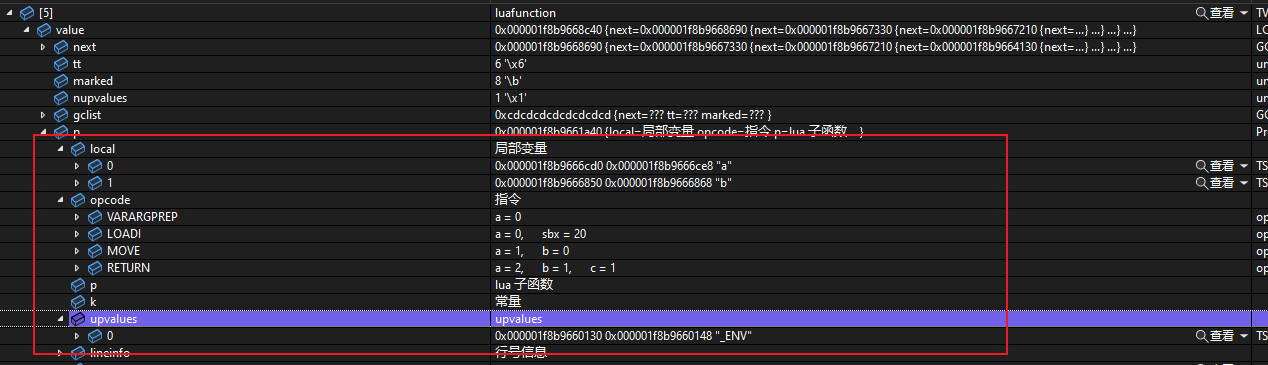 [5] luafunction 查看 TV
value 0x000001f8b9668c40 {next=0x000001f8b9668690 {next=0x000001f8b9667330 {next=0x000001f8b9667210 {next=...} ...} ...} ...} LC
next 0x000001f8b9668690 {next=0x000001f8b9667330 {next=0x000001f8b9667210 {next=0x000001f8b9664130 {next=...} ...} ...} ...} GC
tt 6 '\x6' un
marked 8 '\b' un
nupvalues 1 '\x1' un
gclist 0xcdcdcdcdcdcdcdcd {next=??? tt=??? marked=??? } GC
p 0x000001f8b9661a40 {local=局部变量 opcode=指令 p=lua 子函数 ...} Pr
local 局部变量
0 0x000001f8b9666cd0 0x000001f8b9666ce8 "a" 查看 TS
1 0x000001f8b9666850 0x000001f8b9666868 "b" 查看 TS
opcode 指令
VARARGPREP a = 0 op
LOADI a = 0, sbx = 20 op
MOVE a = 1, b = 0 op
RETURN a = 2, b = 1, c = 1 op
p lua 子函数
k 常量
upvalues upvalues
0 0x000001f8b9660130 0x000001f8b9660148 "_ENV" 查看 TS
lineinfo 行号信息